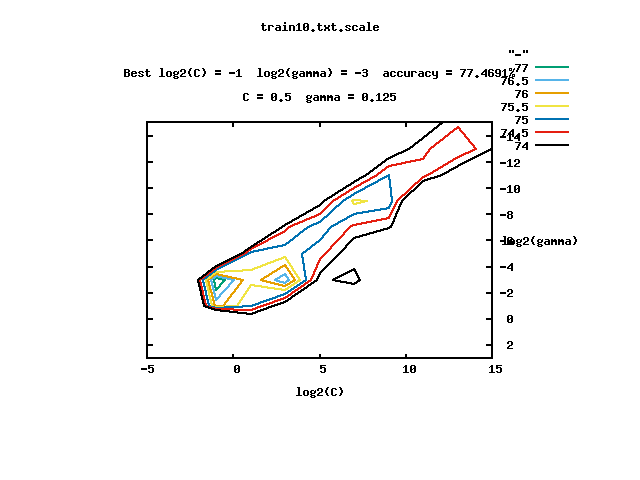 train10.txt.scale
"-"
Best log2(C) = -1  log2(gamma) = -3  accuracy = 77.4691%
77
76.5
C = 0.5  gamma = 0.125
76
75.5
75
74.5
-14
74
-12
-10
-8
-6
log2(gamma)
-4
-2
0
2
-5 0 5 10 15
log2(C)